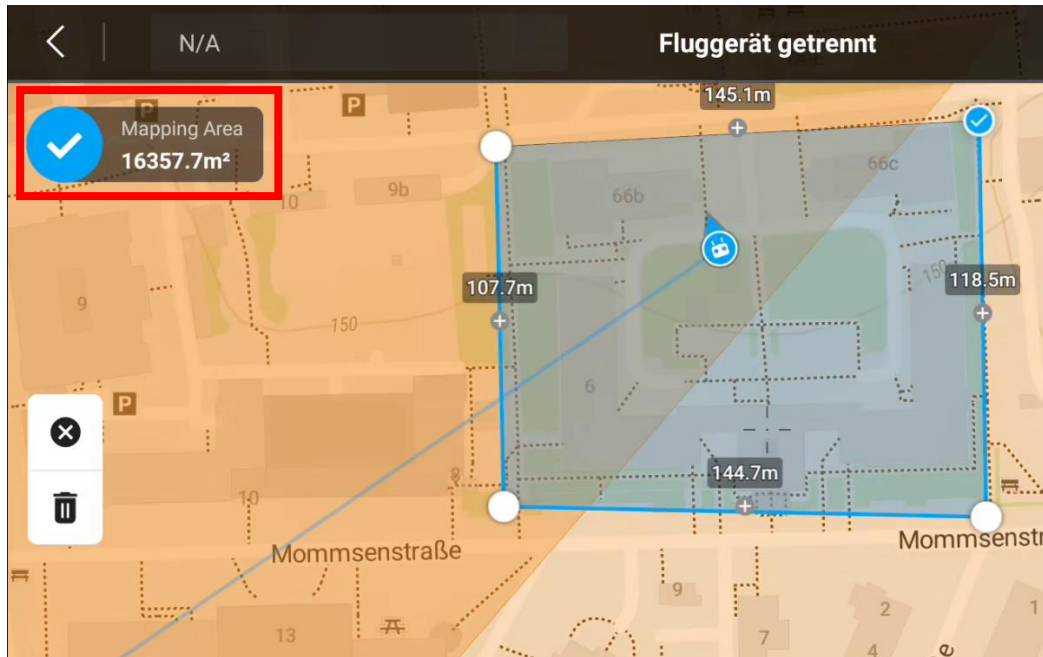 N/A
Fluggerät getrennt
Mapping Area
16357.7m²
145.1m
P
P
66c
9b
66b
10
107.7m
150
118.5m
9
150
6
P
144.7m
8
10
Mommsenstraße
Mommsenstr
9
2
1
13
7
4
e